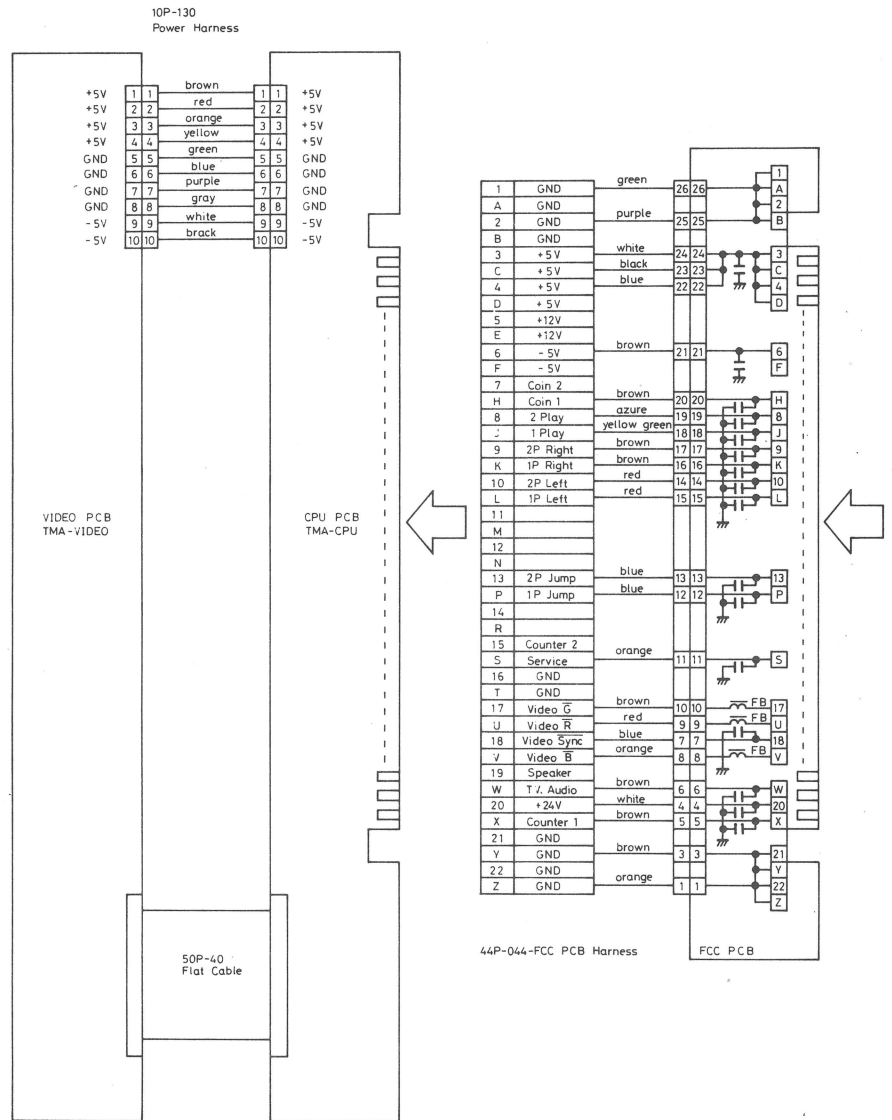 10P-130
Power Harness
+5V 1 1 brown 1 1 +5V
+5V 2 2 red 2 2 +5V
+5V 3 3 orange 3 3 +5V
+5V 4 4 yellow 4 4 +5V
GND 5 5 green 5 5 GND
GND 6 6 blue 6 6 GND
GND 7 7 purple 7 7 GND
GND 8 8 gray 8 8 GND
-5V 9 9 white 9 9 -5V
-5V 10 10 brack 10 10 -5V
VIDEO PCB
TMA-VIDEO
CPU PCB
TMA-CPU
50P-40
Flat Cable
1 GND green 26 26 1
A GND A
2 GND purple 25 25 2
B GND B
3 +5V white 24 24 3
C +5V black 23 23 C
4 +5V blue 22 22 4
D +5V D
5 +12V
E +12V
6 -5V brown 21 21 6
F -5V F
7 Coin 2
H Coin 1 brown 20 20 H
8 2 Play azure 19 19 8
J 1 Play yellow green 18 18 J
9 2P Right brown 17 17 9
K 1P Right brown 16 16 K
10 2P Left red 14 14 10
L 1P Left red 15 15 L
11
M
12
N
13 2P Jump blue 13 13 13
P 1P Jump blue 12 12 P
14
R
15 Counter 2
S Service orange 11 11 S
16 GND
T GND
17 Video G̅ brown 10 10 FB 17
U Video R̅ red 9 9 FB U
18 Video S̅y̅n̅c̅ blue 7 7 18
V Video B̅ orange 8 8 FB V
19 Speaker
W T.V. Audio brown 6 6 W
20 +24V white 4 4 20
X Counter 1 brown 5 5 X
21 GND 21
Y GND brown 3 3 Y
22 GND 22
Z GND orange 1 1 Z
44P-044-FCC PCB Harness
FCC PCB